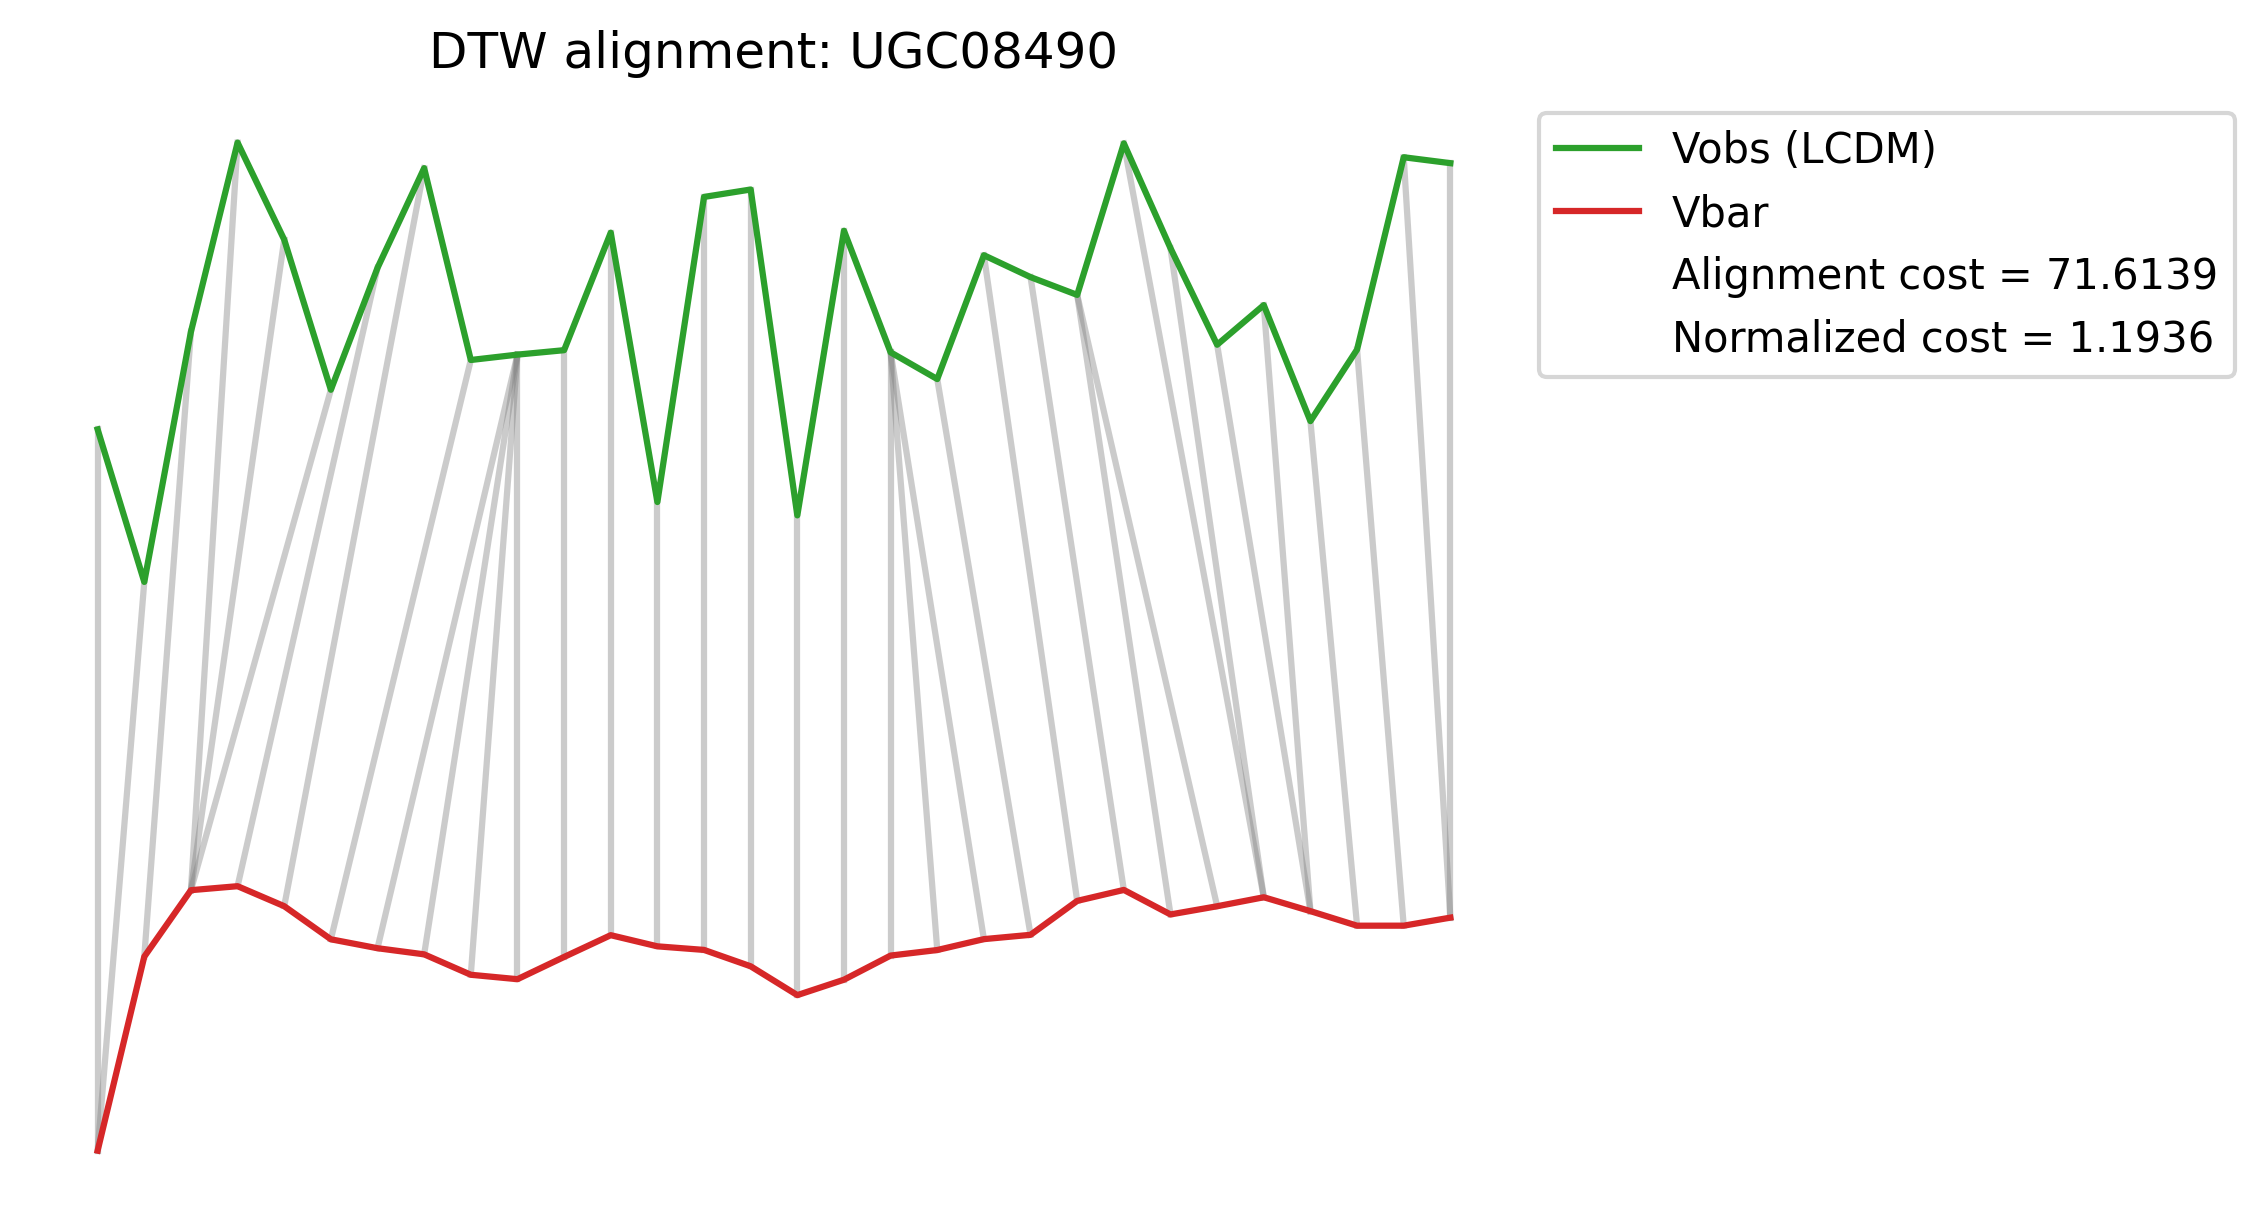 DTW alignment: UGC08490
Vobs (LCDM)
Vbar
Alignment cost = 71.6139
Normalized cost = 1.1936